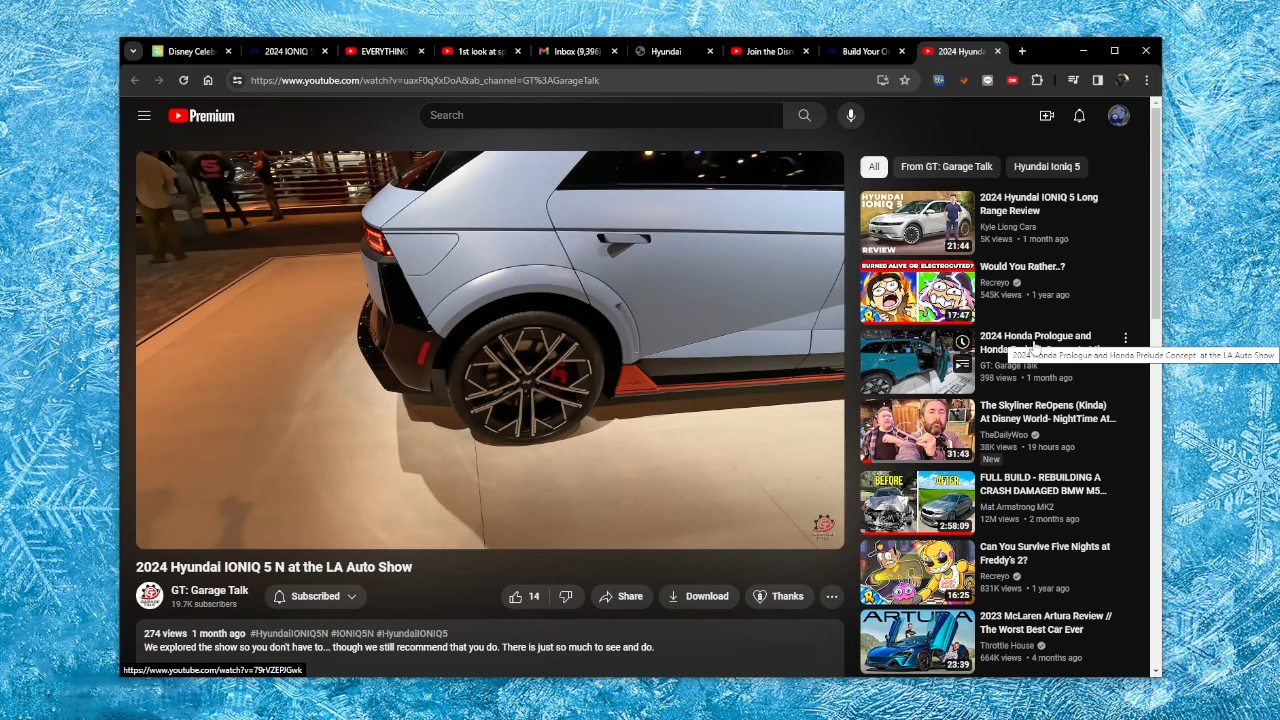 Disney Celeb
2024 IONIQ
EVERYTHING
1st look at sp
Inbox (9,396)
Hyundai
Join the Disn
Build Your O
2024 Hyund
https://www.youtube.com/watch?v=uaxF0qXxDoA&ab_channel=GT%3AGarageTalk
Premium
Search
All
From GT: Garage Talk
Hyundai Ioniq 5
HYUNDAI
IONIQ 5
REVIEW
21:44
2024 Hyundai IONIQ 5 Long
Range Review
Kyle Liong Cars
5K views • 1 month ago
BURNED ALIVE OR ELECTROCUTED?
17:47
Would You Rather..?
Recreyo
545K views • 1 year ago
2024 Honda Prologue and
Honda
2024 Honda Prologue and Honda Prelude Concept at the LA Auto Show
GT: Garage Talk
398 views • 1 month ago
31:43
The Skyliner ReOpens (Kinda)
At Disney World- NightTime At...
TheDailyWoo
38K views • 19 hours ago
New
BEFORE
AFTER
2:58:09
FULL BUILD - REBUILDING A
CRASH DAMAGED BMW M5...
Mat Armstrong MK2
12M views • 2 months ago
16:25
Can You Survive Five Nights at
Freddy's 2?
Recreyo
831K views • 1 year ago
ARTURA
23:39
2023 McLaren Artura Review //
The Worst Best Car Ever
Throttle House
664K views • 4 months ago
5
2024 Hyundai IONIQ 5 N at the LA Auto Show
GT: Garage Talk
19.7K subscribers
Subscribed
14
Share
Download
Thanks
274 views 1 month ago #HyundaiIONIQ5N #IONIQ5N #HyundaiIONIQ5
We explored the show so you don't have to... though we still recommend that you do. There is just so much to see and do.
https://www.youtube.com/watch?v=79rVZEPJGwk